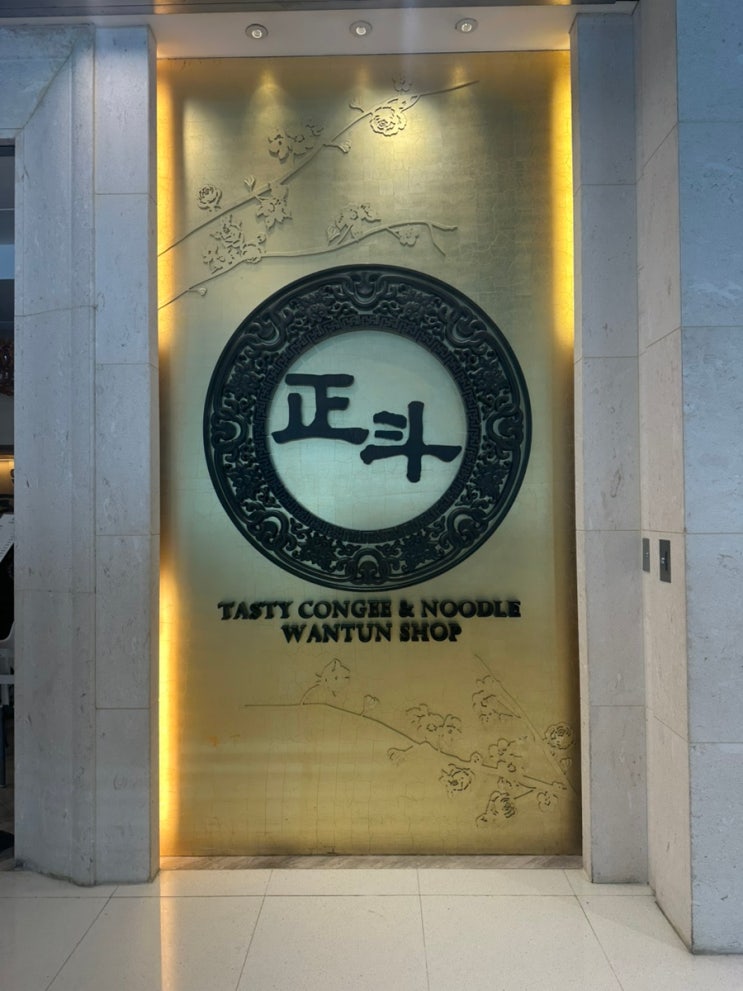 正斗
TASTY CONGEE & NOODLE
WANTUN SHOP